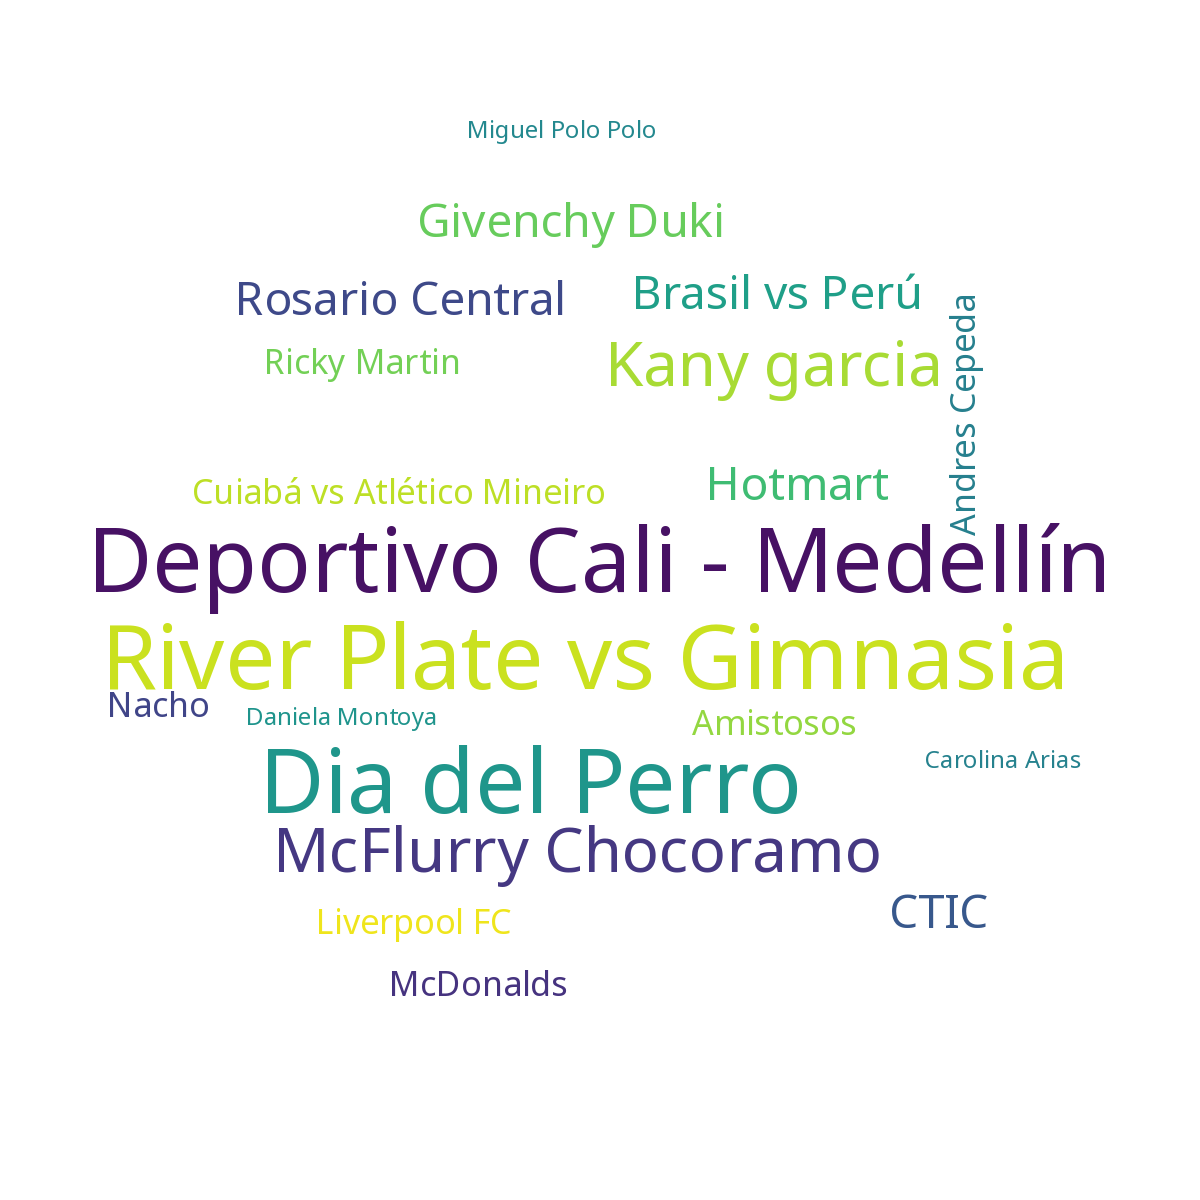 Miguel Polo Polo
Givenchy Duki
Rosario Central
Brasil vs Perú
Ricky Martin
Kany garcia
Andres Cepeda
Cuiabá vs Atlético Mineiro
Hotmart
Deportivo Cali - Medellín
River Plate vs Gimnasia
Nacho
Daniela Montoya
Amistosos
Carolina Arias
Dia del Perro
McFlurry Chocoramo
Liverpool FC
CTIC
McDonalds